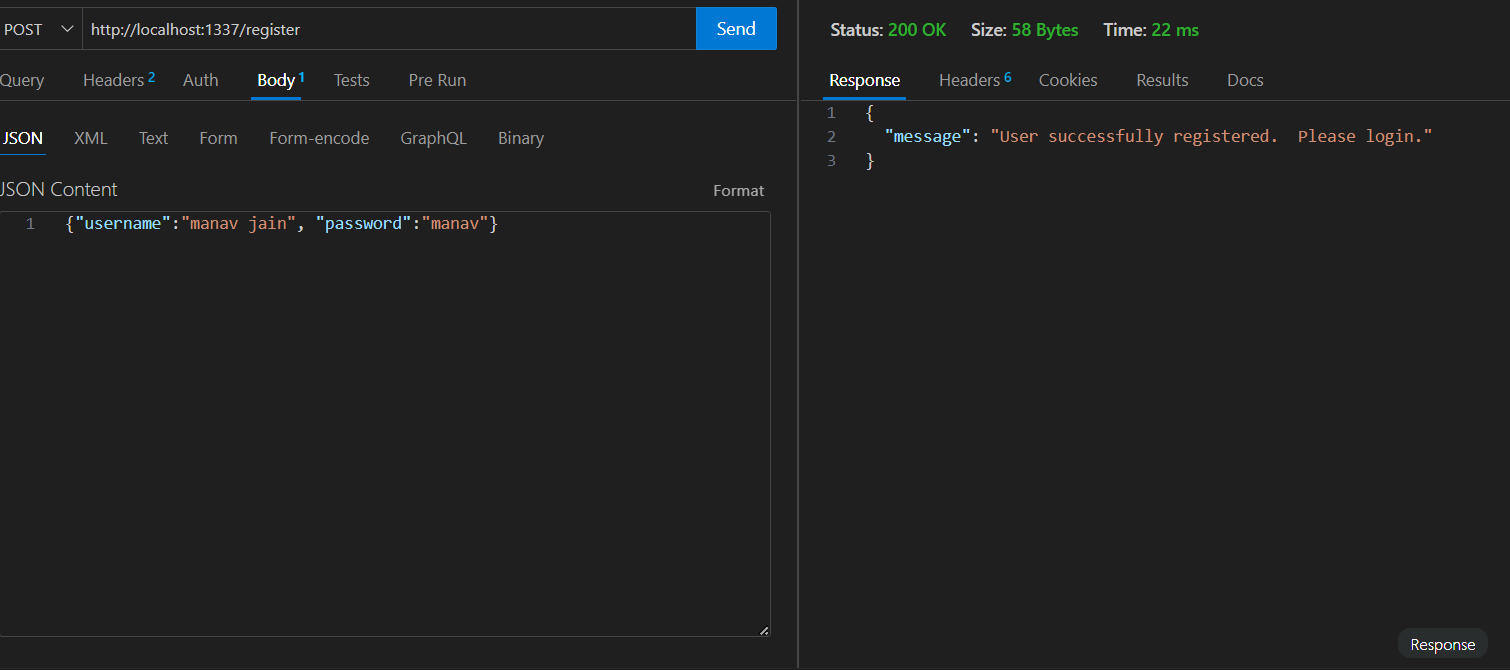 POST http://localhost:1337/register Send
Query Headers 2 Auth Body 1 Tests Pre Run
JSON XML Text Form Form-encode GraphQL Binary
JSON Content Format
1 {"username":"manav jain", "password":"manav"}
Status: 200 OK Size: 58 Bytes Time: 22 ms
Response Headers 6 Cookies Results Docs
1 {
2 "message": "User successfully registered.  Please login."
3 }
Response